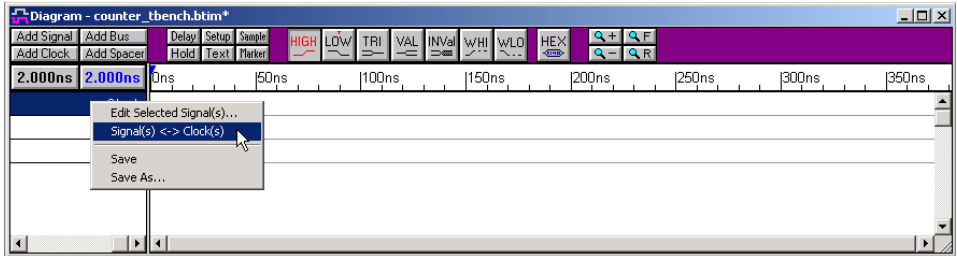 Diagram - counter_tbench.btim*
Add Signal Add Bus Delay Setup Sample HIGH LOW TRI VAL INVal WHI WLO HEX + F
Add Clock Add Spacer Hold Text Marker - R
2.000ns 2.000ns 0ns 50ns 100ns 150ns 200ns 250ns 300ns 350ns
Edit Selected Signal(s)...
Signal(s) <-> Clock(s)
Save
Save As...